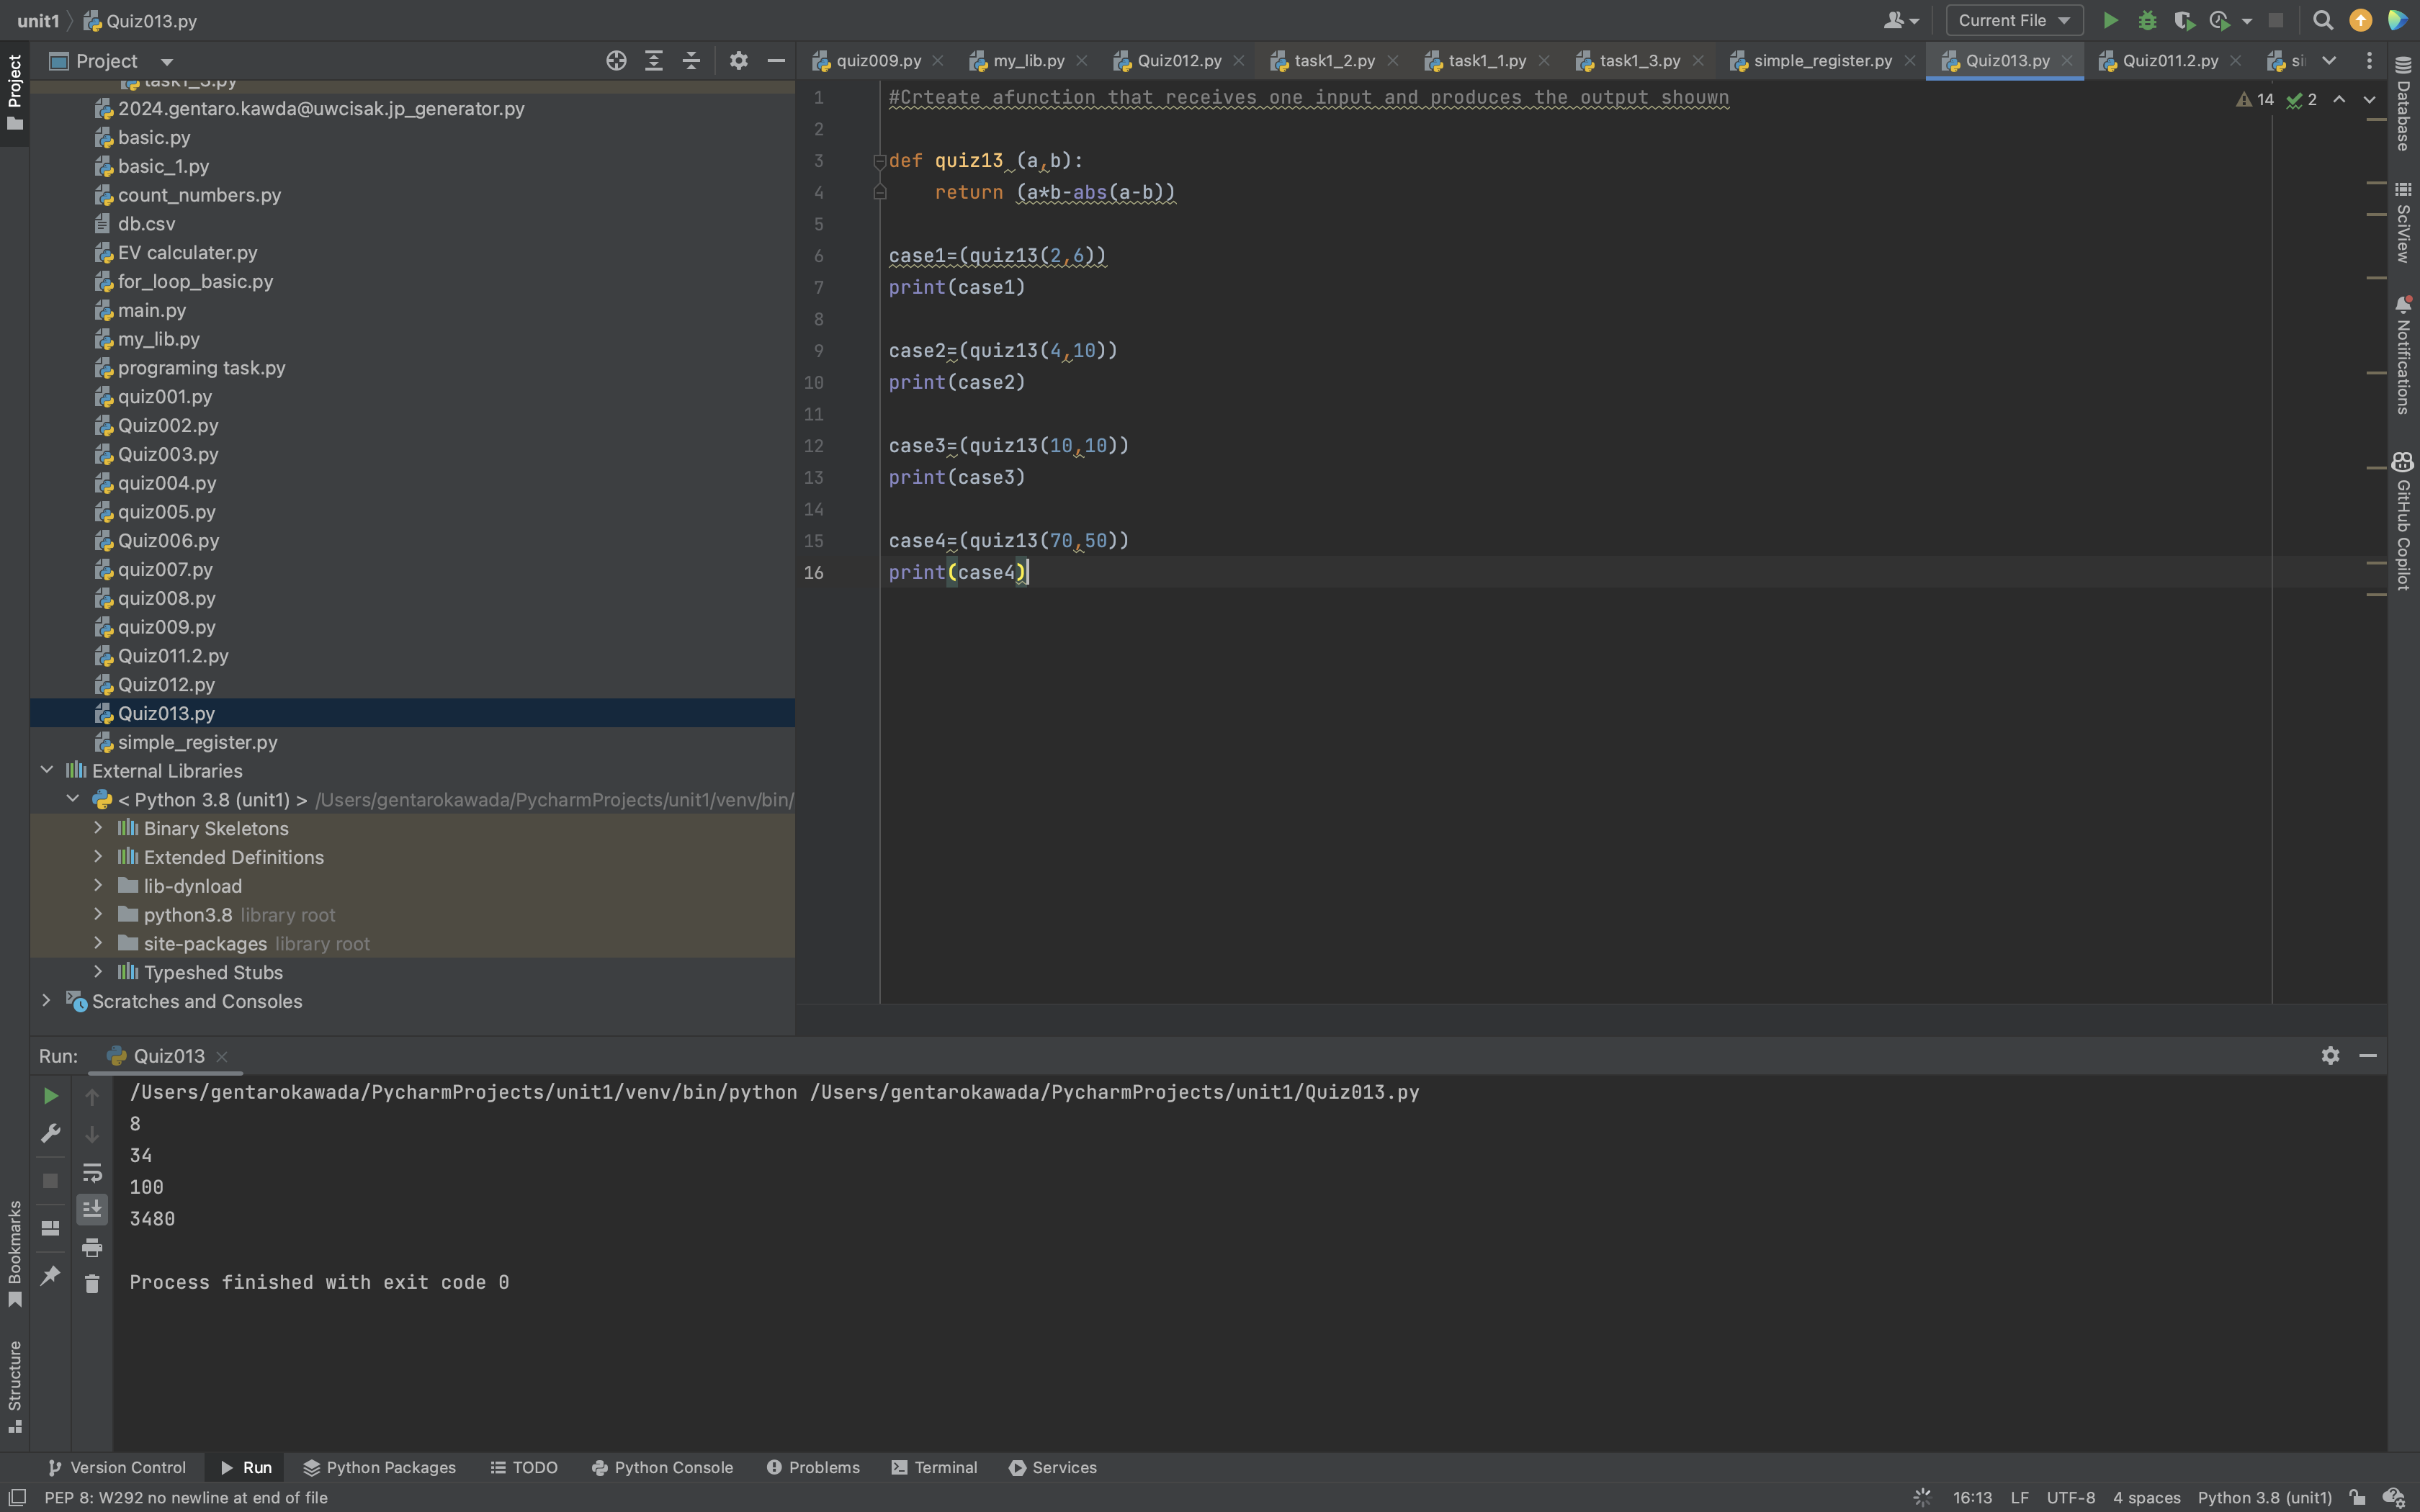 unit1 Quiz013.py
Current File
Project
quiz009.py my_lib.py Quiz012.py task1_2.py task1_1.py task1_3.py simple_register.py Quiz013.py Quiz011.2.py si
Project
task1_3.py
2024.gentaro.kawda@uwcisak.jp_generator.py
basic.py
basic_1.py
count_numbers.py
db.csv
EV calculater.py
for_loop_basic.py
main.py
my_lib.py
programing task.py
quiz001.py
Quiz002.py
Quiz003.py
quiz004.py
quiz005.py
Quiz006.py
quiz007.py
quiz008.py
quiz009.py
Quiz011.2.py
Quiz012.py
Quiz013.py
simple_register.py
External Libraries
< Python 3.8 (unit1) > /Users/gentarokawada/PycharmProjects/unit1/venv/bin/
Binary Skeletons
Extended Definitions
lib-dynload
python3.8 library root
site-packages library root
Typeshed Stubs
Scratches and Consoles
1 #Crteate afunction that receives one input and produces the output shouwn
2
3 def quiz13 (a,b):
4 return (a*b-abs(a-b))
5
6 case1=(quiz13(2,6))
7 print(case1)
8
9 case2=(quiz13(4,10))
10 print(case2)
11
12 case3=(quiz13(10,10))
13 print(case3)
14
15 case4=(quiz13(70,50))
16 print(case4)
14 2
Database
SciView
Notifications
GitHub Copilot
Run: Quiz013
/Users/gentarokawada/PycharmProjects/unit1/venv/bin/python /Users/gentarokawada/PycharmProjects/unit1/Quiz013.py
8
34
100
3480
Process finished with exit code 0
Bookmarks
Structure
Version Control Run Python Packages TODO Python Console Problems Terminal Services
PEP 8: W292 no newline at end of file
16:13 LF UTF-8 4 spaces Python 3.8 (unit1)